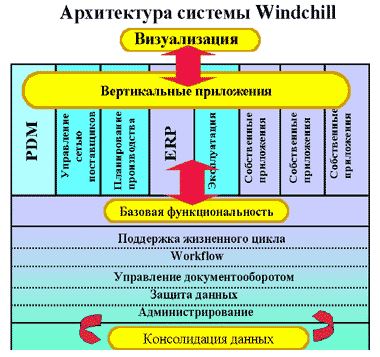 Архитектура системы Windchill
Визуализация
Вертикальные приложения
PDM
Управление
сетью
поставщиков
Планирование
производства
ERP
Эксплуатация
Собственные
приложения
Собственные
приложения
Собственные
приложения
Базовая функциональность
Поддержка жизненного цикла
Workflow
Управление документооборотом
Защита данных
Администрирование
Консолидация данных